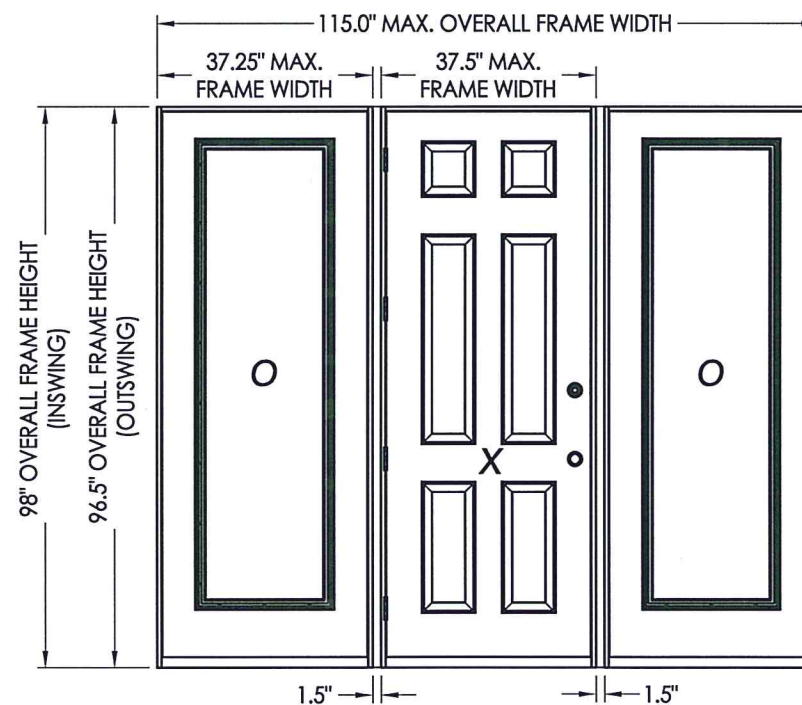 115.0" MAX. OVERALL FRAME WIDTH
37.25" MAX.
FRAME WIDTH
37.5" MAX.
FRAME WIDTH
98" OVERALL FRAME HEIGHT
(INSWING)
96.5" OVERALL FRAME HEIGHT
(OUTSWING)
O
X
O
1.5"
1.5"